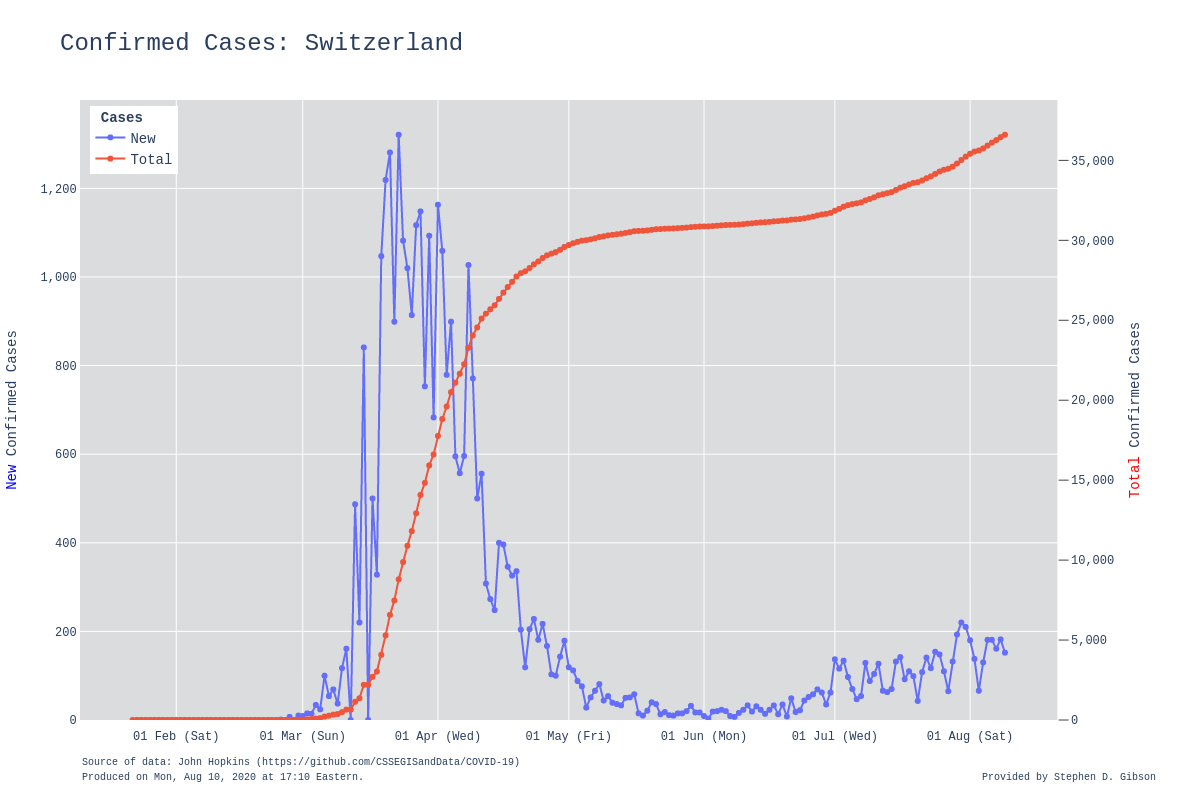 Confirmed Cases: Switzerland
Cases
New
Total
1,200
1,000
800
600
400
200
0
New Confirmed Cases
35,000
30,000
25,000
20,000
15,000
10,000
5,000
0
Total Confirmed Cases
01 Feb (Sat) 01 Mar (Sun) 01 Apr (Wed) 01 May (Fri) 01 Jun (Mon) 01 Jul (Wed) 01 Aug (Sat)
Source of data: John Hopkins (https://github.com/CSSEGISandData/COVID-19)
Produced on Mon, Aug 10, 2020 at 17:10 Eastern.
Provided by Stephen D. Gibson